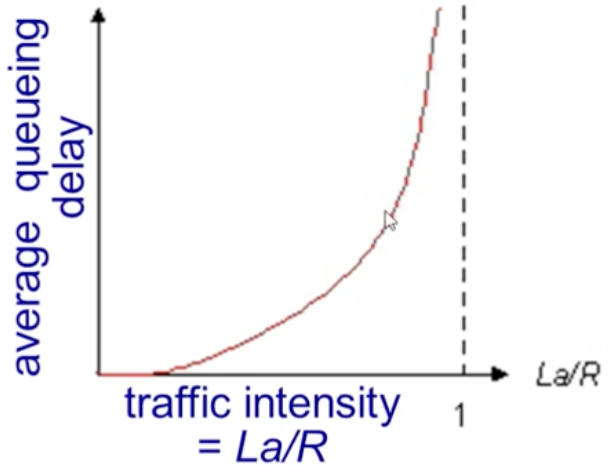 average queueing
delay
La/R
traffic intensity
= La/R
1